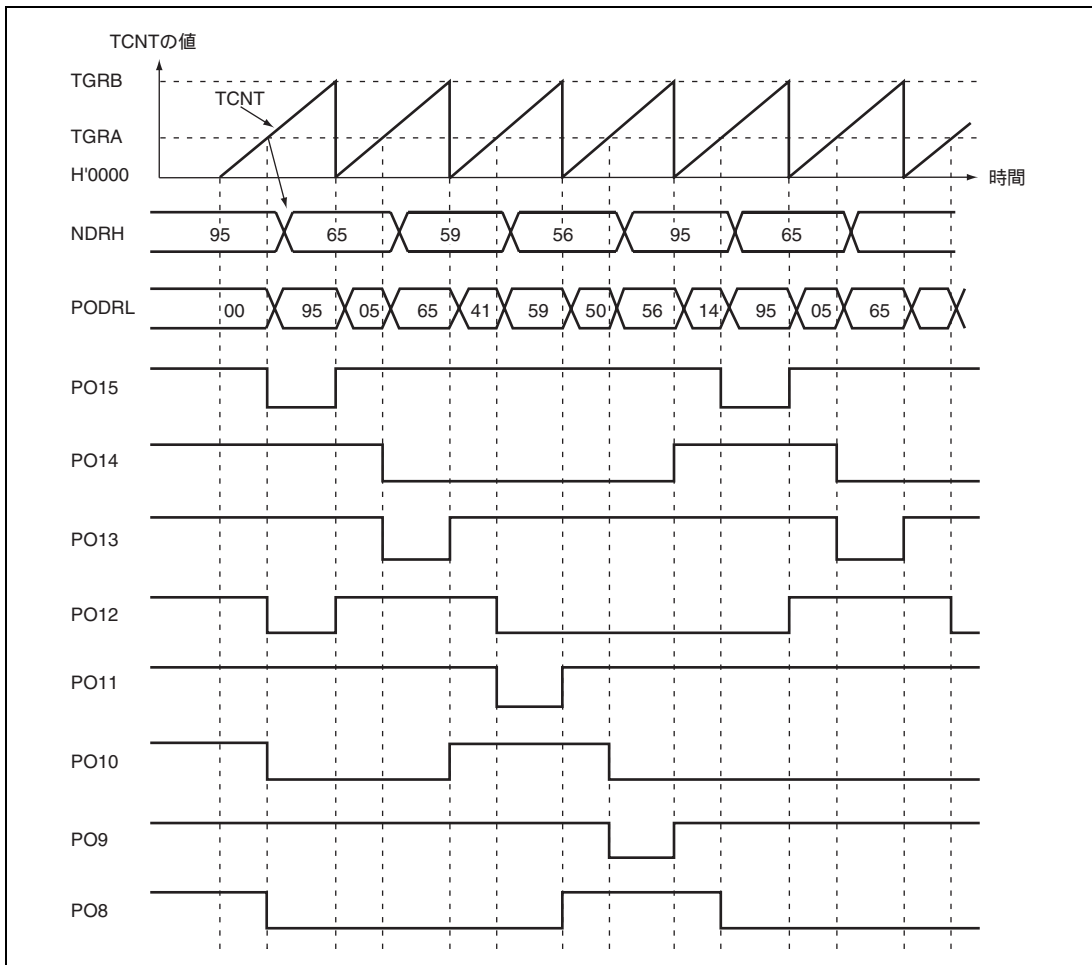 TCNTの値
TGRB
TCNT
TGRA
H'0000
時間
NDRH 95 65 59 56 95 65
PODRL 00 95 05 65 41 59 50 56 14 95 05 65
PO15
PO14
PO13
PO12
PO11
PO10
PO9
PO8